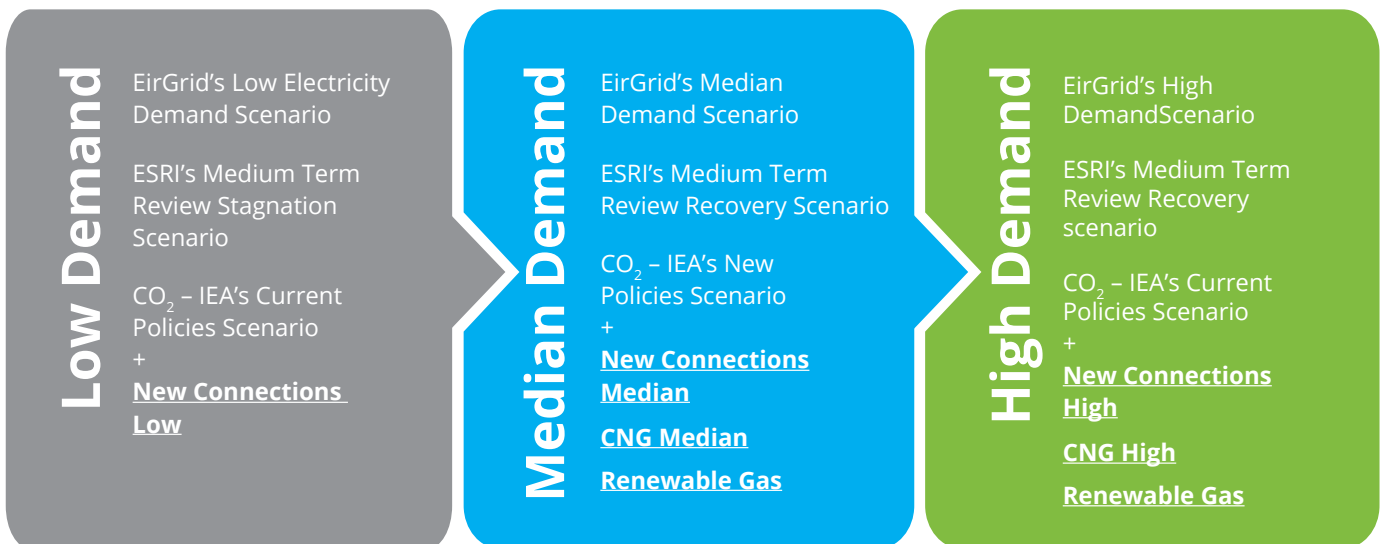 Low Demand
EirGrid’s Low Electricity
Demand Scenario
ESRI’s Medium Term
Review Stagnation
Scenario
CO₂ – IEA’s Current
Policies Scenario
+
New Connections
Low
Median Demand
EirGrid’s Median
Demand Scenario
ESRI’s Medium Term
Review Recovery Scenario
CO₂ – IEA’s New
Policies Scenario
+
New Connections
Median
CNG Median
Renewable Gas
High Demand
EirGrid’s High
DemandScenario
ESRI’s Medium Term
Review Recovery
scenario
CO₂ – IEA’s Current
Policies Scenario
+
New Connections
High
CNG High
Renewable Gas